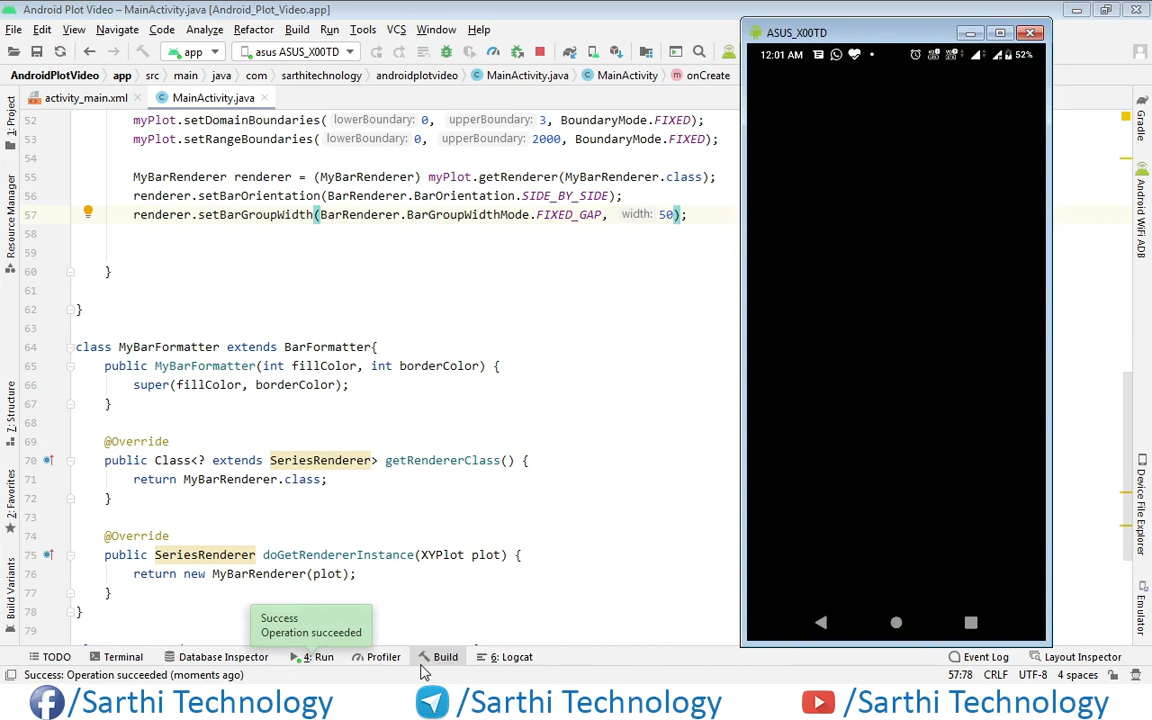 Android Plot Video – MainActivity.java [Android_Plot_Video.app]
File Edit View Navigate Code Analyze Refactor Build Run Tools VCS Window Help
app asus ASUS_X00TD
AndroidPlotVideo app src main java com sarthitechnology androidplotvideo MainActivity.java MainActivity onCreate
activity_main.xml MainActivity.java
52 myPlot.setDomainBoundaries( lowerBoundary: 0, upperBoundary: 3, BoundaryMode.FIXED);
53 myPlot.setRangeBoundaries( lowerBoundary: 0, upperBoundary: 2000, BoundaryMode.FIXED);
54
55 MyBarRenderer renderer = (MyBarRenderer) myPlot.getRenderer(MyBarRenderer.class);
56 renderer.setBarOrientation(BarRenderer.BarOrientation.SIDE_BY_SIDE);
57 renderer.setBarGroupWidth(BarRenderer.BarGroupWidthMode.FIXED_GAP, width: 50);
58
59
60 }
61
62 }
63
64 class MyBarFormatter extends BarFormatter{
65 public MyBarFormatter(int fillColor, int borderColor) {
66 super(fillColor, borderColor);
67 }
68
69 @Override
70 public Class<? extends SeriesRenderer> getRendererClass() {
71 return MyBarRenderer.class;
72 }
73
74 @Override
75 public SeriesRenderer doGetRendererInstance(XYPlot plot) {
76 return new MyBarRenderer(plot);
77 }
78 }
79
1: Project
Resource Manager
Z: Structure
2: Favorites
Build Variants
ASUS_X00TD
12:01 AM 52%
Gradle
Android WiFi ADB
Device File Explorer
Emulator
Success
Operation succeeded
TODO Terminal Database Inspector 4: Run Profiler Build 6: Logcat Event Log Layout Inspector
Success: Operation succeeded (moments ago) 57:78 CRLF UTF-8 4 spaces
/Sarthi Technology /Sarthi Technology /Sarthi Technology